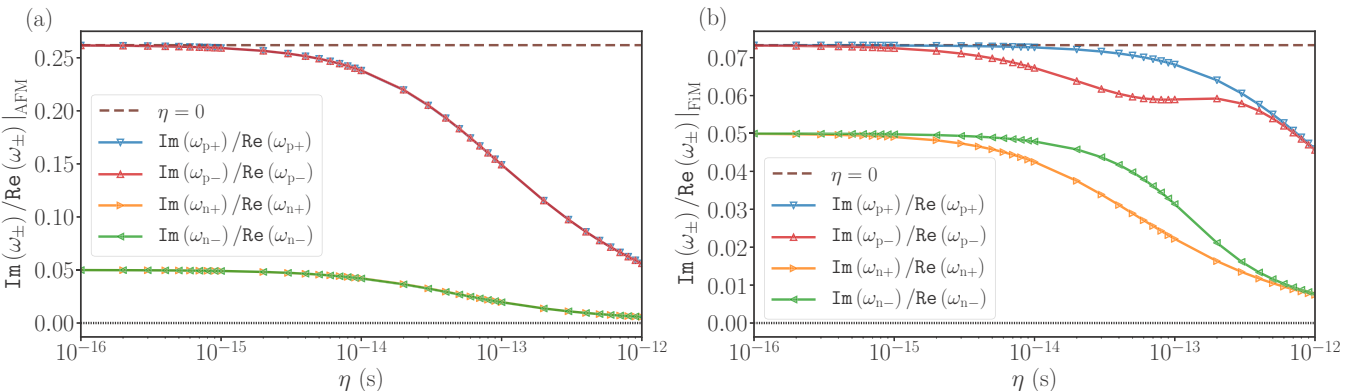 (a)
Im (ω±) / Re (ω±) |AFM
0.25
0.20
0.15
0.10
0.05
0.00
η = 0
Im (ωp+) / Re (ωp+)
Im (ωp−) / Re (ωp−)
Im (ωn+) / Re (ωn+)
Im (ωn−) / Re (ωn−)
10⁻¹⁶ 10⁻¹⁵ 10⁻¹⁴ 10⁻¹³ 10⁻¹²
η (s)
(b)
Im (ω±) / Re (ω±) |FiM
0.07
0.06
0.05
0.04
0.03
0.02
0.01
0.00
η = 0
Im (ωp+) / Re (ωp+)
Im (ωp−) / Re (ωp−)
Im (ωn+) / Re (ωn+)
Im (ωn−) / Re (ωn−)
10⁻¹⁶ 10⁻¹⁵ 10⁻¹⁴ 10⁻¹³ 10⁻¹²
η (s)